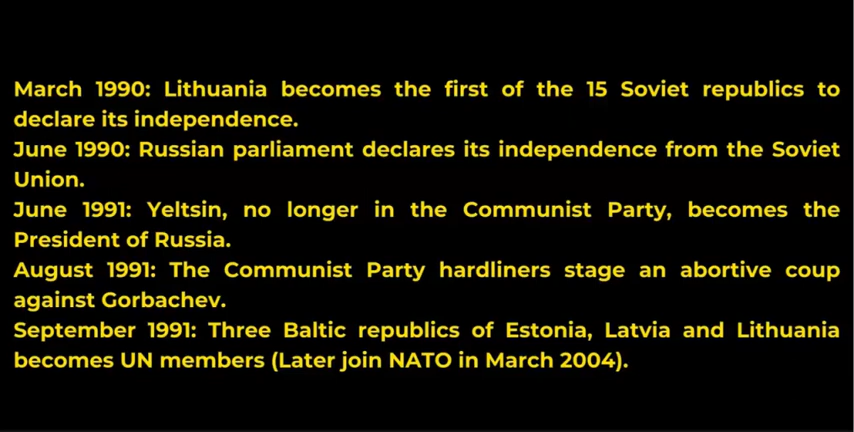 March 1990: Lithuania becomes the first of the 15 Soviet republics to
declare its independence.
June 1990: Russian parliament declares its independence from the Soviet
Union.
June 1991: Yeltsin, no longer in the Communist Party, becomes the
President of Russia.
August 1991: The Communist Party hardliners stage an abortive coup
against Gorbachev.
September 1991: Three Baltic republics of Estonia, Latvia and Lithuania
becomes UN members (Later join NATO in March 2004).